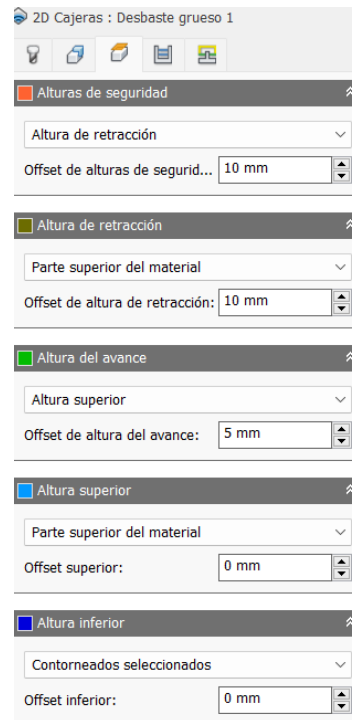 2D Cajeras : Desbaste grueso 1
Alturas de seguridad
Altura de retracción
Offset de alturas de segurid... 10 mm
Altura de retracción
Parte superior del material
Offset de altura de retracción: 10 mm
Altura del avance
Altura superior
Offset de altura del avance: 5 mm
Altura superior
Parte superior del material
Offset superior: 0 mm
Altura inferior
Contorneados seleccionados
Offset inferior: 0 mm